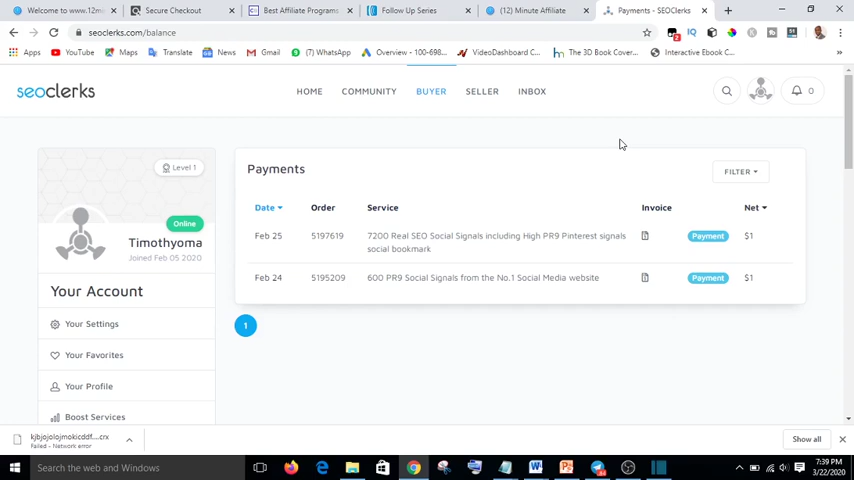 Welcome to www.12m
Secure Checkout
Best Affiliate Programs
Follow Up Series
(12) Minute Affiliate
Payments - SEOClerks
seoclerks.com/balance
Apps
YouTube
Maps
Translate
News
Gmail
(7) WhatsApp
Overview - 100-698...
VideoDashboard C...
The 3D Book Cover...
Interactive Ebook C...
seoclerks
HOME
COMMUNITY
BUYER
SELLER
INBOX
0
Level 1
Online
Timothyoma
Joined Feb 05 2020
Your Account
Your Settings
Your Favorites
Your Profile
Boost Services
Payments
FILTER
Date Order Service Invoice Net
Feb 25 5197619 7200 Real SEO Social Signals including High PR9 Pinterest signals Payment $1
social bookmark
Feb 24 5195209 600 PR9 Social Signals from the No.1 Social Media website Payment $1
1
Failed - Network error
Show all
Search the web and Windows
7:39 PM
3/22/2020